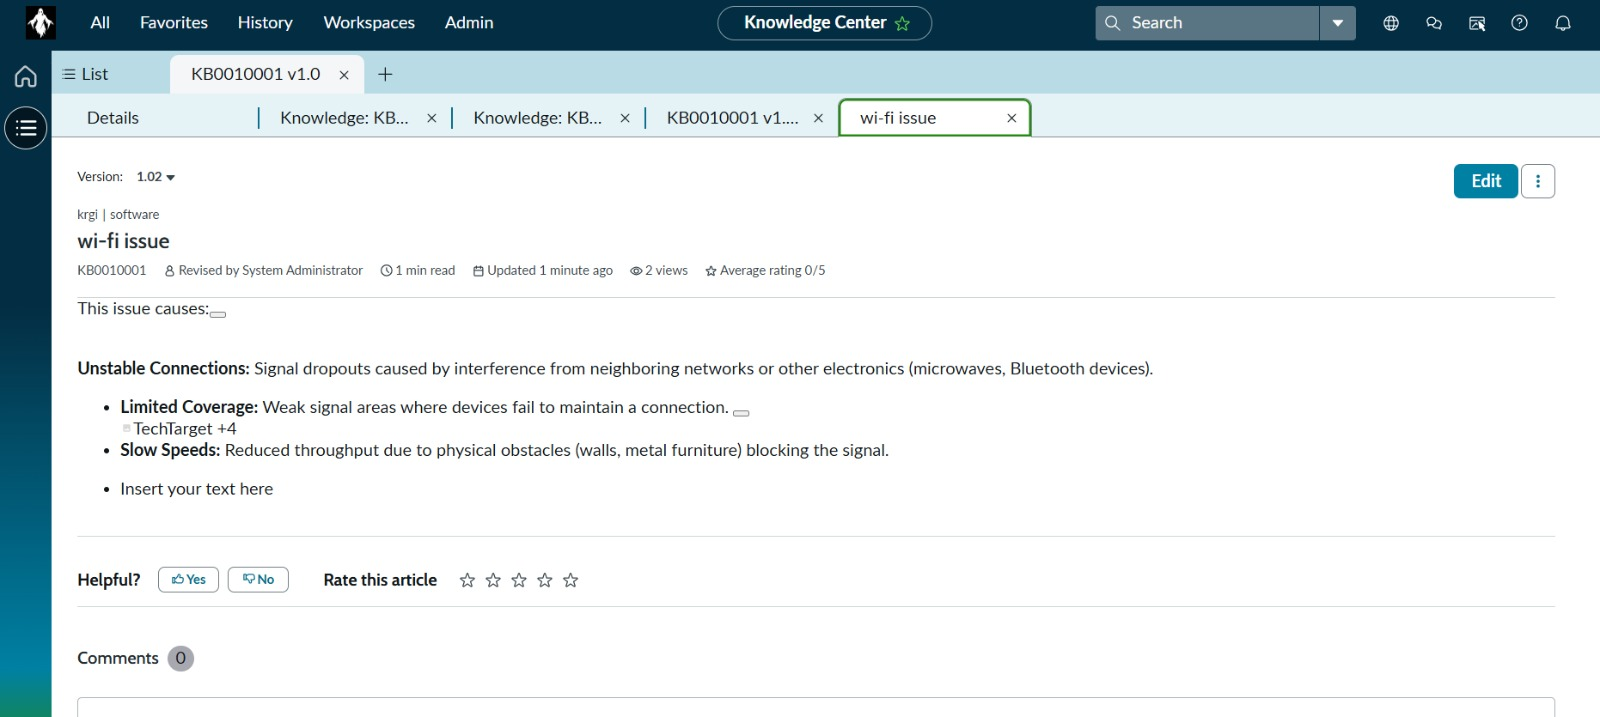 All Favorites History Workspaces Admin Knowledge Center Search
List KB0010001 v1.0
Details Knowledge: KB... Knowledge: KB... KB0010001 v1.... wi-fi issue
Version: 1.02 Edit
krgi | software
wi-fi issue
KB0010001 Revised by System Administrator 1 min read Updated 1 minute ago 2 views Average rating 0/5
This issue causes:
Unstable Connections: Signal dropouts caused by interference from neighboring networks or other electronics (microwaves, Bluetooth devices).
• Limited Coverage: Weak signal areas where devices fail to maintain a connection.
TechTarget +4
• Slow Speeds: Reduced throughput due to physical obstacles (walls, metal furniture) blocking the signal.
• Insert your text here
Helpful? Yes No Rate this article
Comments 0